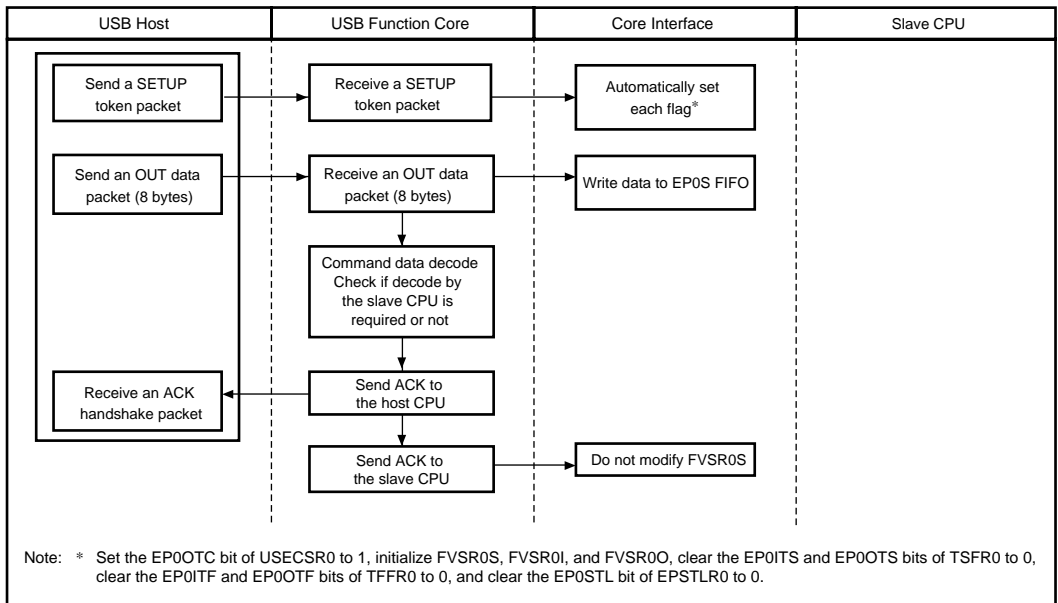 USB Host
USB Function Core
Core Interface
Slave CPU
Send a SETUP
token packet
Receive a SETUP
token packet
Automatically set
each flag*
Send an OUT data
packet (8 bytes)
Receive an OUT data
packet (8 bytes)
Write data to EP0S FIFO
Command data decode
Check if decode by
the slave CPU is
required or not
Receive an ACK
handshake packet
Send ACK to
the host CPU
Send ACK to
the slave CPU
Do not modify FVSR0S
Note: * Set the EP0OTC bit of USECSR0 to 1, initialize FVSR0S, FVSR0I, and FVSR0O, clear the EP0ITS and EP0OTS bits of TSFR0 to 0,
clear the EP0ITF and EP0OTF bits of TFFR0 to 0, and clear the EP0STL bit of EPSTLR0 to 0.